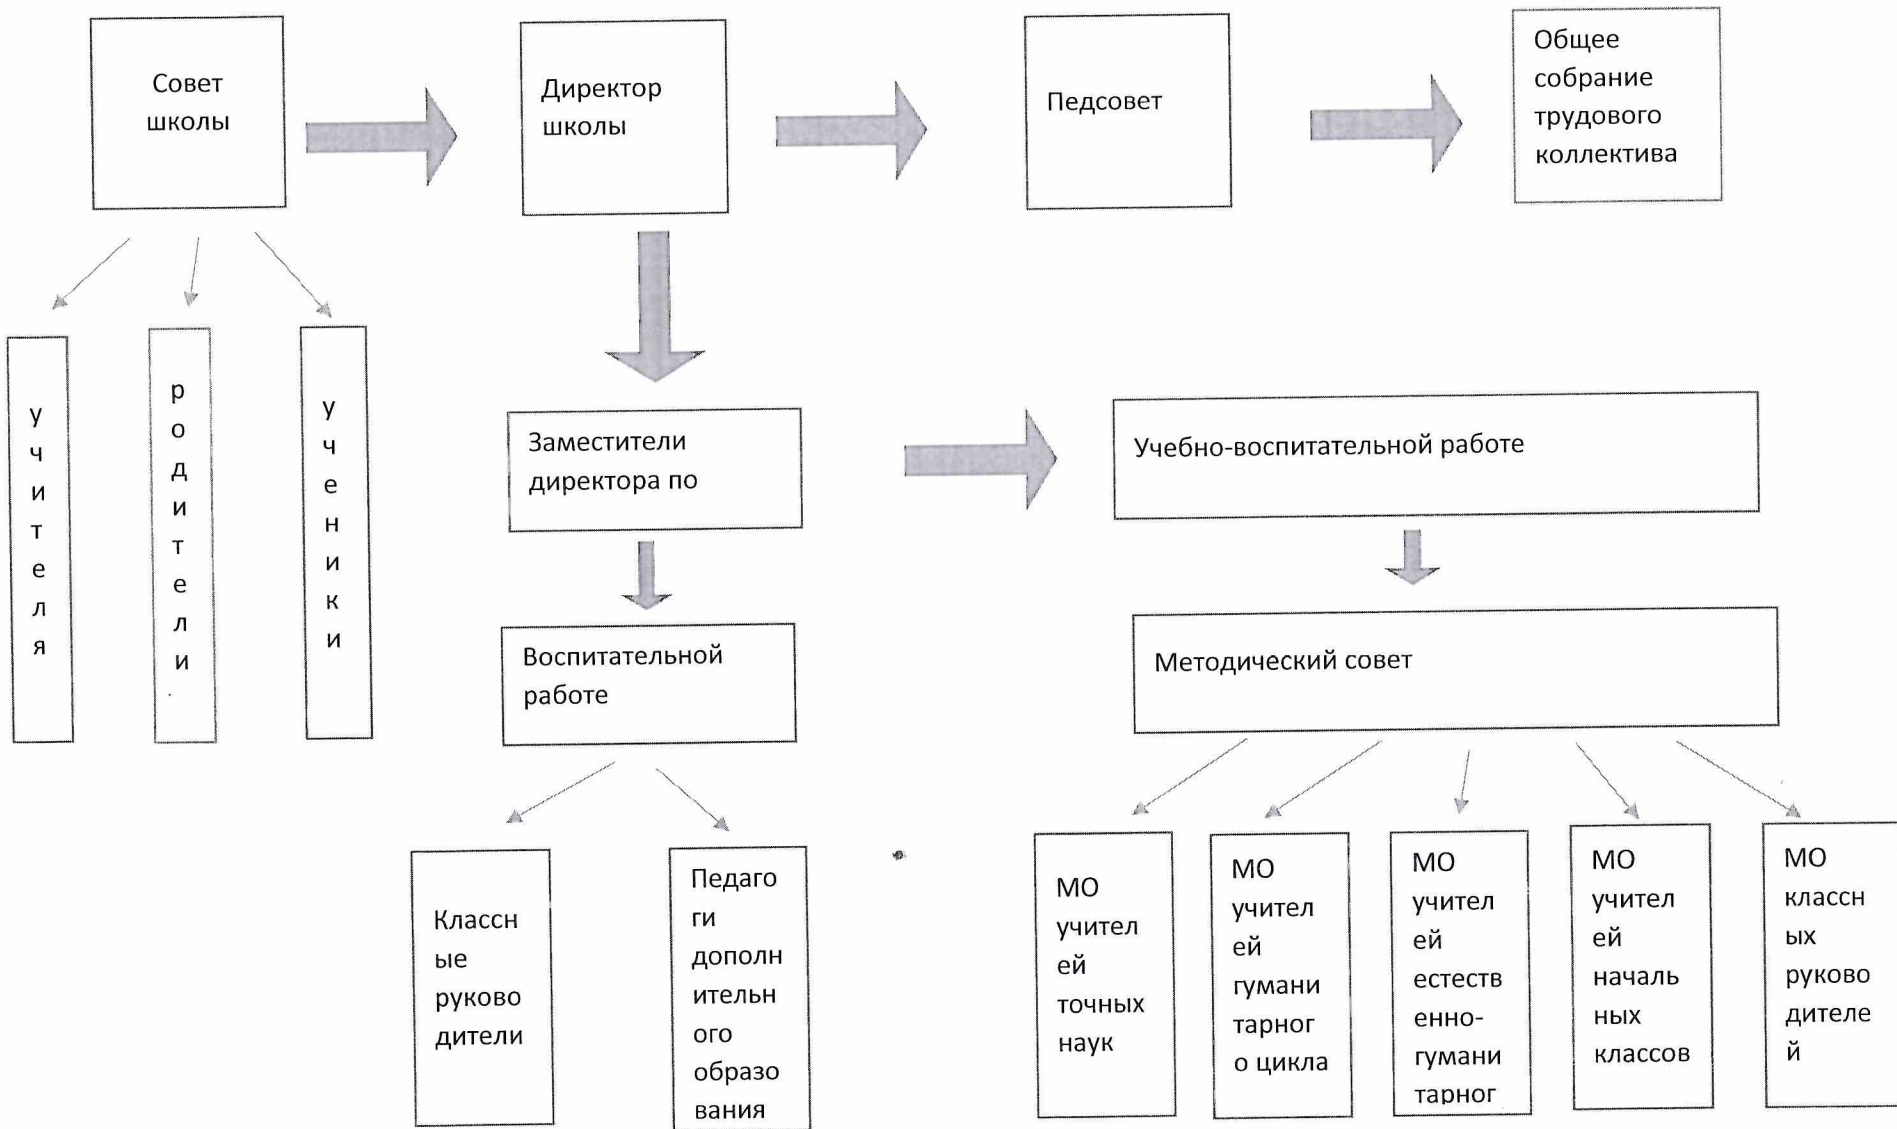 Совет
школы
Директор
школы
Педсовет
Общее
собрание
трудового
коллектива
учителя
родители
ученики
Заместители
директора по
Учебно-воспитательной работе
Воспитательной
работе
Методический совет
Классн
ые
руково
дители
Педаго
ги
дополн
ительн
ого
образо
вания
МО
учител
ей
точных
наук
МО
учител
ей
гумани
тарног
о цикла
МО
учител
ей
естеств
енно-
гумани
тарног
МО
учител
ей
началь
ных
классов
МО
классн
ых
руково
дителе
й